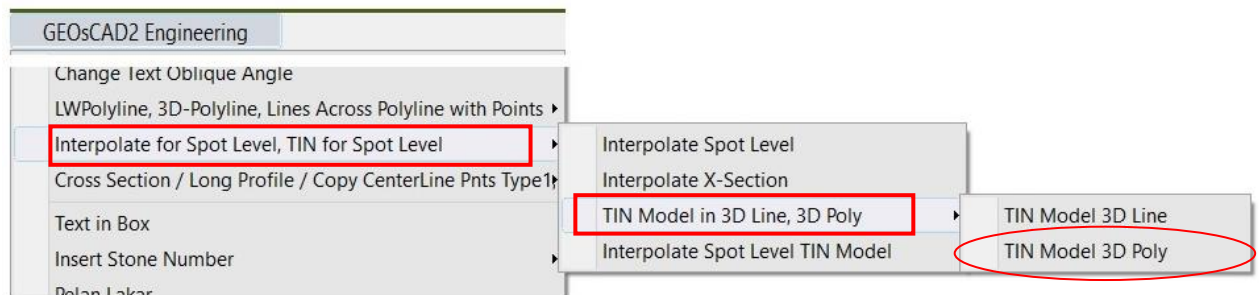 GEOsCAD2 Engineering
Change Text Oblique Angle
LWPolyline, 3D-Polyline, Lines Across Polyline with Points
Interpolate for Spot Level, TIN for Spot Level
Cross Section / Long Profile / Copy CenterLine Pnts Type1
Text in Box
Insert Stone Number
Pelan Lakar
Interpolate Spot Level
Interpolate X-Section
TIN Model in 3D Line, 3D Poly
Interpolate Spot Level TIN Model
TIN Model 3D Line
TIN Model 3D Poly